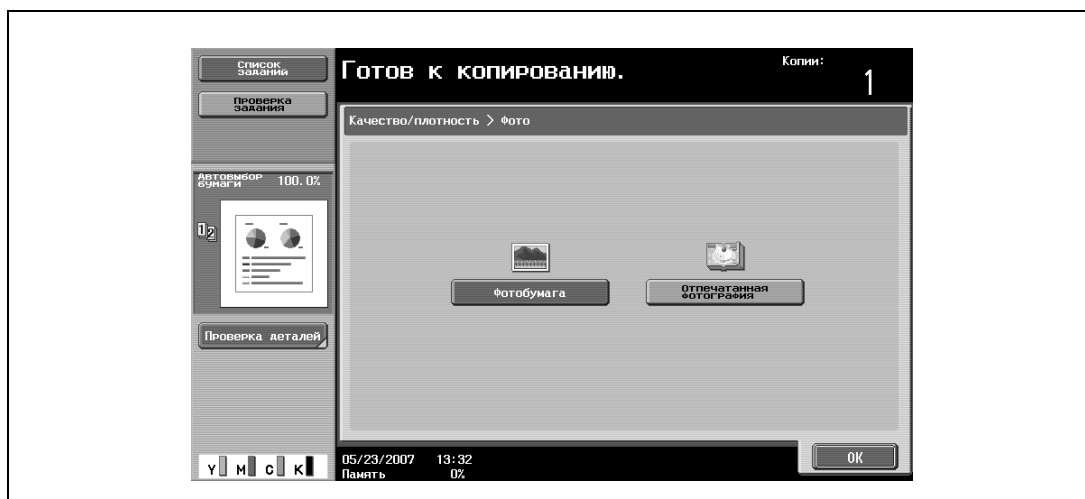 Список
заданий
Готов к копированию.
Копии:
1
Проверка
задания
Качество/плотность > Фото
Автовыбор
бумаги
100.0%
12
Фотобумага
Отпечатанная
фотография
Проверка деталей
Y M C K
05/23/2007 13:32
Память 0%
OK